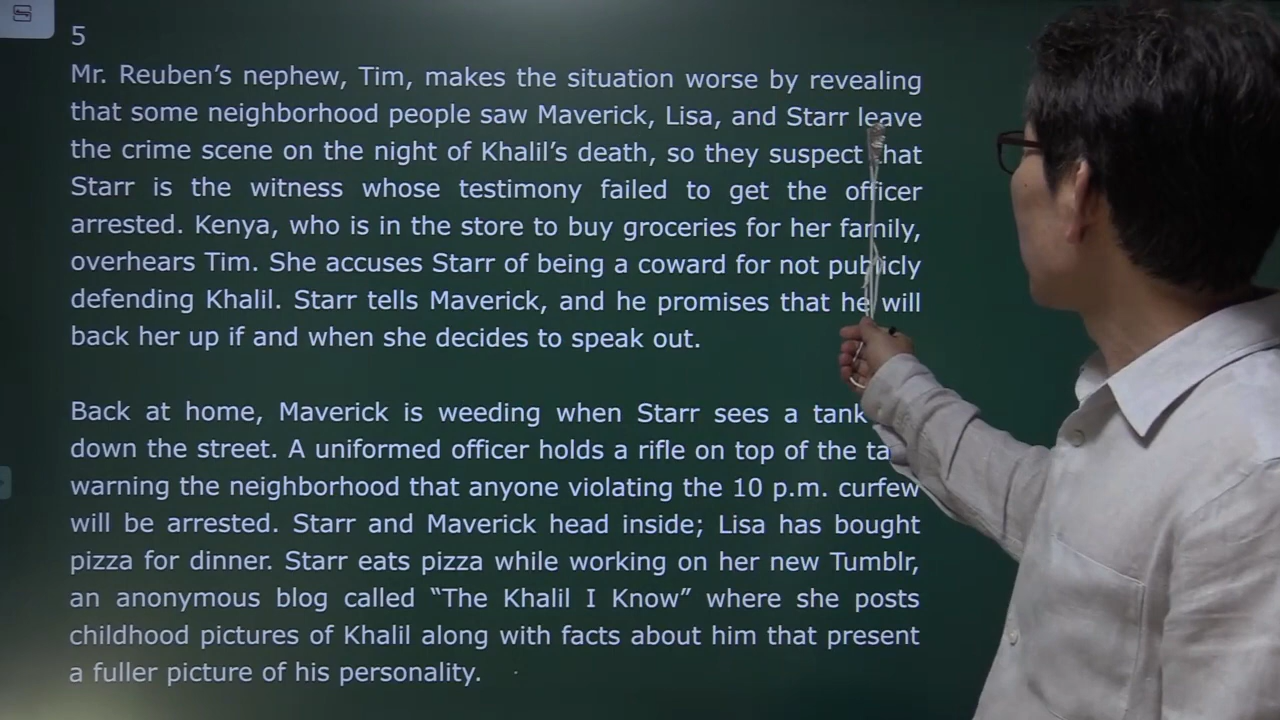 5
Mr. Reuben’s nephew, Tim, makes the situation worse by revealing
that some neighborhood people saw Maverick, Lisa, and Starr leave
the crime scene on the night of Khalil’s death, so they suspect that
Starr is the witness whose testimony failed to get the officer
arrested. Kenya, who is in the store to buy groceries for her family,
overhears Tim. She accuses Starr of being a coward for not publicly
defending Khalil. Starr tells Maverick, and he promises that he will
back her up if and when she decides to speak out.
Back at home, Maverick is weeding when Starr sees a tank
down the street. A uniformed officer holds a rifle on top of the
warning the neighborhood that anyone violating the 10 p.m. curfew
will be arrested. Starr and Maverick head inside; Lisa has bought
pizza for dinner. Starr eats pizza while working on her new Tumblr,
an anonymous blog called “The Khalil I Know” where she posts
childhood pictures of Khalil along with facts about him that present
a fuller picture of his personality.